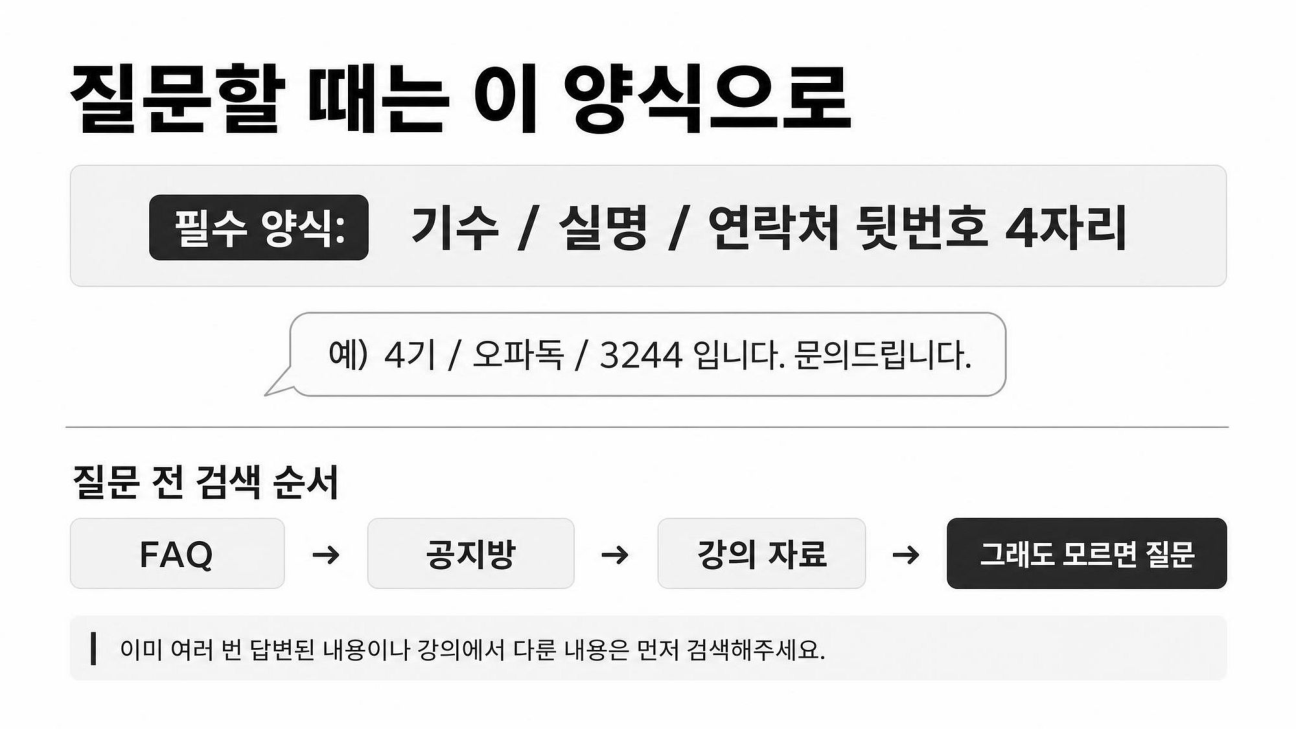 질문할 때는 이 양식으로
필수 양식: 기수 / 실명 / 연락처 뒷번호 4자리
예) 4기 / 오파독 / 3244 입니다. 문의드립니다.
질문 전 검색 순서
FAQ → 공지방 → 강의 자료 → 그래도 모르면 질문
이미 여러 번 답변된 내용이나 강의에서 다룬 내용은 먼저 검색해주세요.